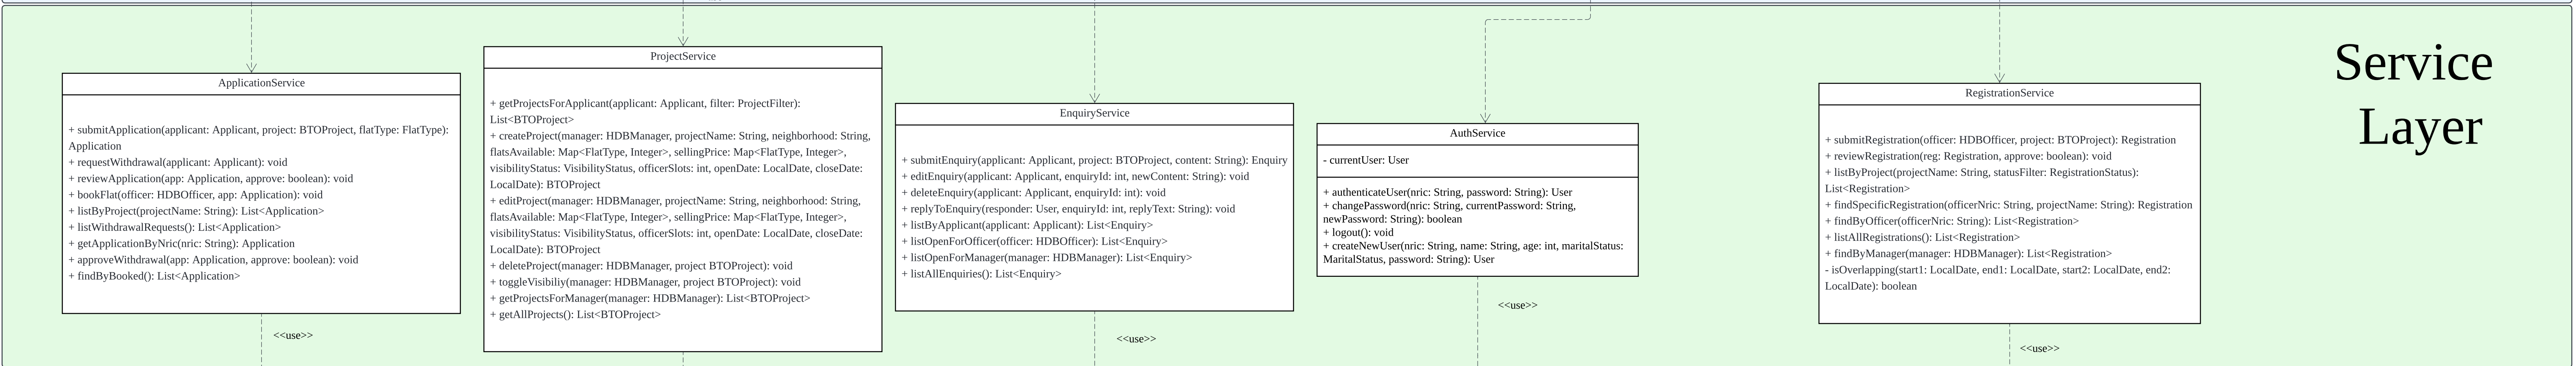 ApplicationService
+ submitApplication(applicant: Applicant, project: BTOProject, flatType: FlatType):
Application
+ requestWithdrawal(applicant: Applicant): void
+ reviewApplication(app: Application, approve: boolean): void
+ bookFlat(officer: HDBOfficer, app: Application): void
+ listByProject(projectName: String): List<Application>
+ listWithdrawalRequests(): List<Application>
+ getApplicationByNric(nric: String): Application
+ approveWithdrawal(app: Application, approve: boolean): void
+ findByBooked(): List<Application>
<<use>>
ProjectService
+ getProjectsForApplicant(applicant: Applicant, filter: ProjectFilter):
List<BTOProject>
+ createProject(manager: HDBManager, projectName: String, neighborhood: String,
flatsAvailable: Map<FlatType, Integer>, sellingPrice: Map<FlatType, Integer>,
visibilityStatus: VisibilityStatus, officerSlots: int, openDate: LocalDate, closeDate:
LocalDate): BTOProject
+ editProject(manager: HDBManager, projectName: String, neighborhood: String,
flatsAvailable: Map<FlatType, Integer>, sellingPrice: Map<FlatType, Integer>,
visibilityStatus: VisibilityStatus, officerSlots: int, openDate: LocalDate, closeDate:
LocalDate): BTOProject
+ deleteProject(manager: HDBManager, project BTOProject): void
+ toggleVisibiliy(manager: HDBManager, project BTOProject): void
+ getProjectsForManager(manager: HDBManager): List<BTOProject>
+ getAllProjects(): List<BTOProject>
EnquiryService
+ submitEnquiry(applicant: Applicant, project: BTOProject, content: String): Enquiry
+ editEnquiry(applicant: Applicant, enquiryId: int, newContent: String): void
+ deleteEnquiry(applicant: Applicant, enquiryId: int): void
+ replyToEnquiry(responder: User, enquiryId: int, replyText: String): void
+ listByApplicant(applicant: Applicant): List<Enquiry>
+ listOpenForOfficer(officer: HDBOfficer): List<Enquiry>
+ listOpenForManager(manager: HDBManager): List<Enquiry>
+ listAllEnquiries(): List<Enquiry>
<<use>>
AuthService
- currentUser: User
+ authenticateUser(nric: String, password: String): User
+ changePassword(nric: String, currentPassword: String,
newPassword: String): boolean
+ logout(): void
+ createNewUser(nric: String, name: String, age: int, maritalStatus:
MaritalStatus, password: String): User
<<use>>
RegistrationService
+ submitRegistration(officer: HDBOfficer, project: BTOProject): Registration
+ reviewRegistration(reg: Registration, approve: boolean): void
+ listByProject(projectName: String, statusFilter: RegistrationStatus):
List<Registration>
+ findSpecificRegistration(officerNric: String, projectName: String): Registration
+ findByOfficer(officerNric: String): List<Registration>
+ listAllRegistrations(): List<Registration>
+ findByManager(manager: HDBManager): List<Registration>
- isOverlapping(start1: LocalDate, end1: LocalDate, start2: LocalDate, end2:
LocalDate): boolean
<<use>>
Service
Layer